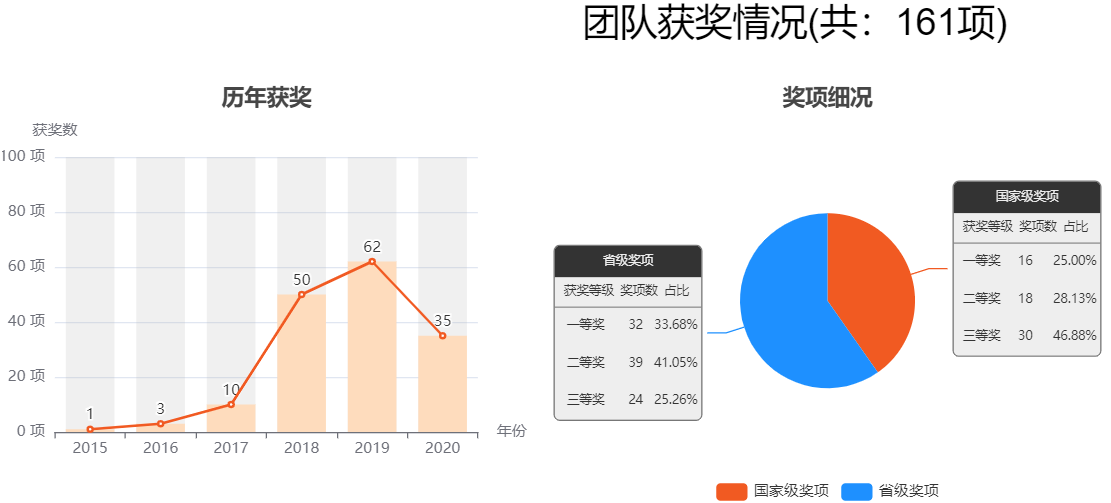 团队获奖情况(共：161项)
历年获奖
获奖数
100 项
80 项
60 项
40 项
20 项
0 项
1
3
10
50
62
35
2015
2016
2017
2018
2019
2020
年份
奖项细况
省级奖项
获奖等级 奖项数 占比
一等奖 32 33.68%
二等奖 39 41.05%
三等奖 24 25.26%
国家级奖项
获奖等级 奖项数 占比
一等奖 16 25.00%
二等奖 18 28.13%
三等奖 30 46.88%
国家级奖项
省级奖项